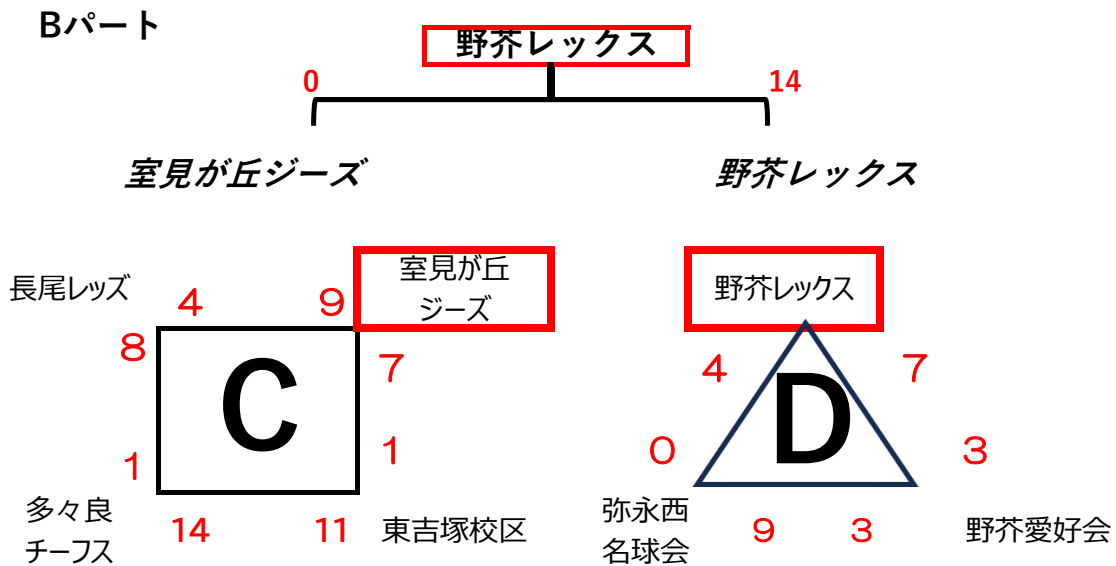 Bパート
野芥レックス
0 14
室見が丘ジーズ 野芥レックス
長尾レッズ
4 9
室見が丘
ジーズ
野芥レックス
8 7
C
1 1
多々良
チーフス
14 11
東吉塚校区
4 7
D
0 3
弥永西
名球会
9 3
野芥愛好会